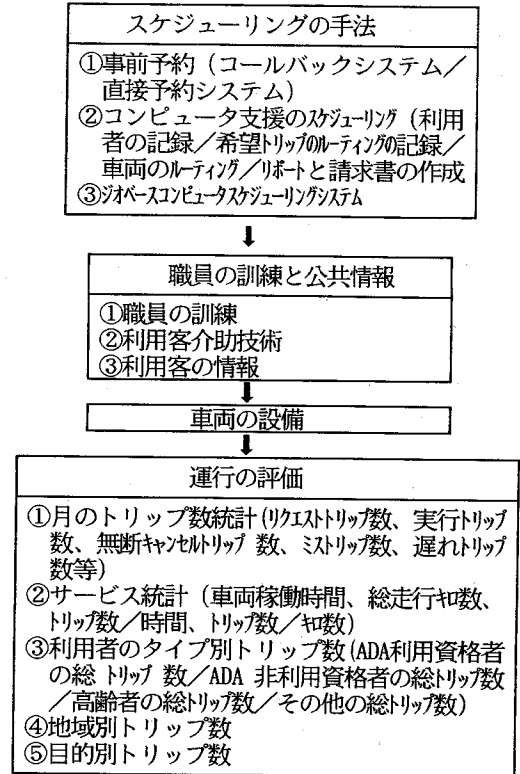 スケジューリングの手法
①事前予約（コールバックシステム／
直接予約システム）
②コンピュータ支援のスケジューリング（利用
者の記録／希望トリップのルーティングの記録／
車両のルーティング／リポートと請求書の作成
③ジオベースコンピュータスケジューリングシステム
職員の訓練と公共情報
①職員の訓練
②利用客介助技術
③利用客の情報
車両の設備
運行の評価
①月のトリップ数統計(リクエストトリップ数、実行トリップ
数、無断キャンセルトリップ 数、ミストリップ数、遅れトリップ
数等）
②サービス統計（車両稼働時間、総走行キロ数、
トリップ数／時間、トリップ数／キロ数）
③利用者のタイプ別トリップ数(ADA利用資格者
の総 トリップ 数／ADA 非利用資格者の総トリップ数
／高齢者の総トリップ数／その他の総トリップ数）
④地域別トリップ数
⑤目的別トリップ数